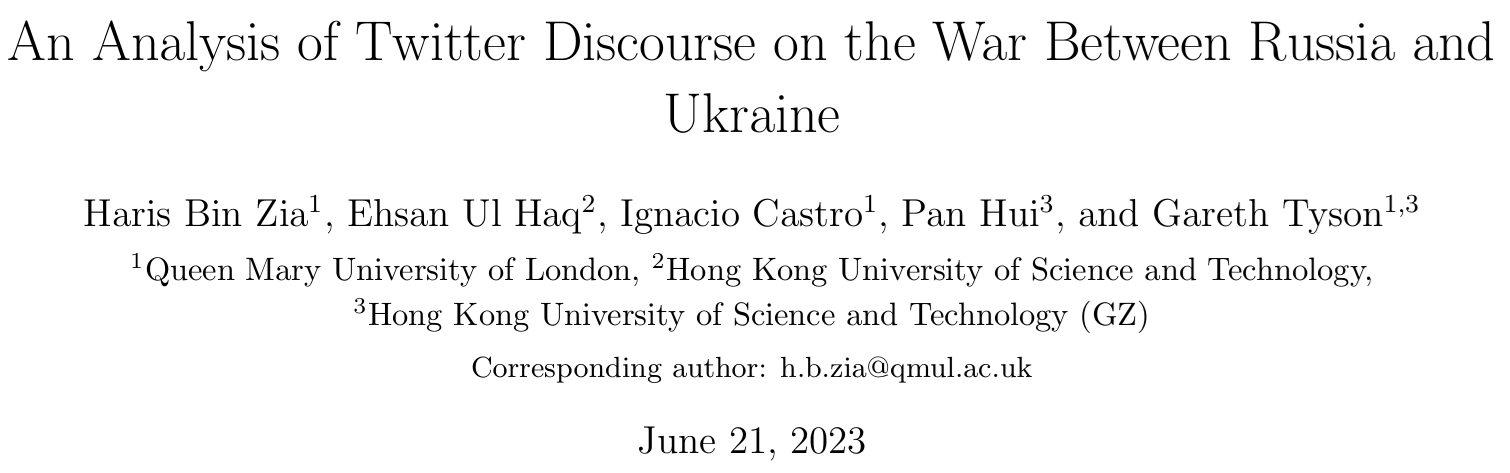 An Analysis of Twitter Discourse on the War Between Russia and
Ukraine
Haris Bin Zia¹, Ehsan Ul Haq², Ignacio Castro¹, Pan Hui³, and Gareth Tyson¹,³
¹Queen Mary University of London, ²Hong Kong University of Science and Technology,
³Hong Kong University of Science and Technology (GZ)
Corresponding author: h.b.zia@qmul.ac.uk
June 21, 2023